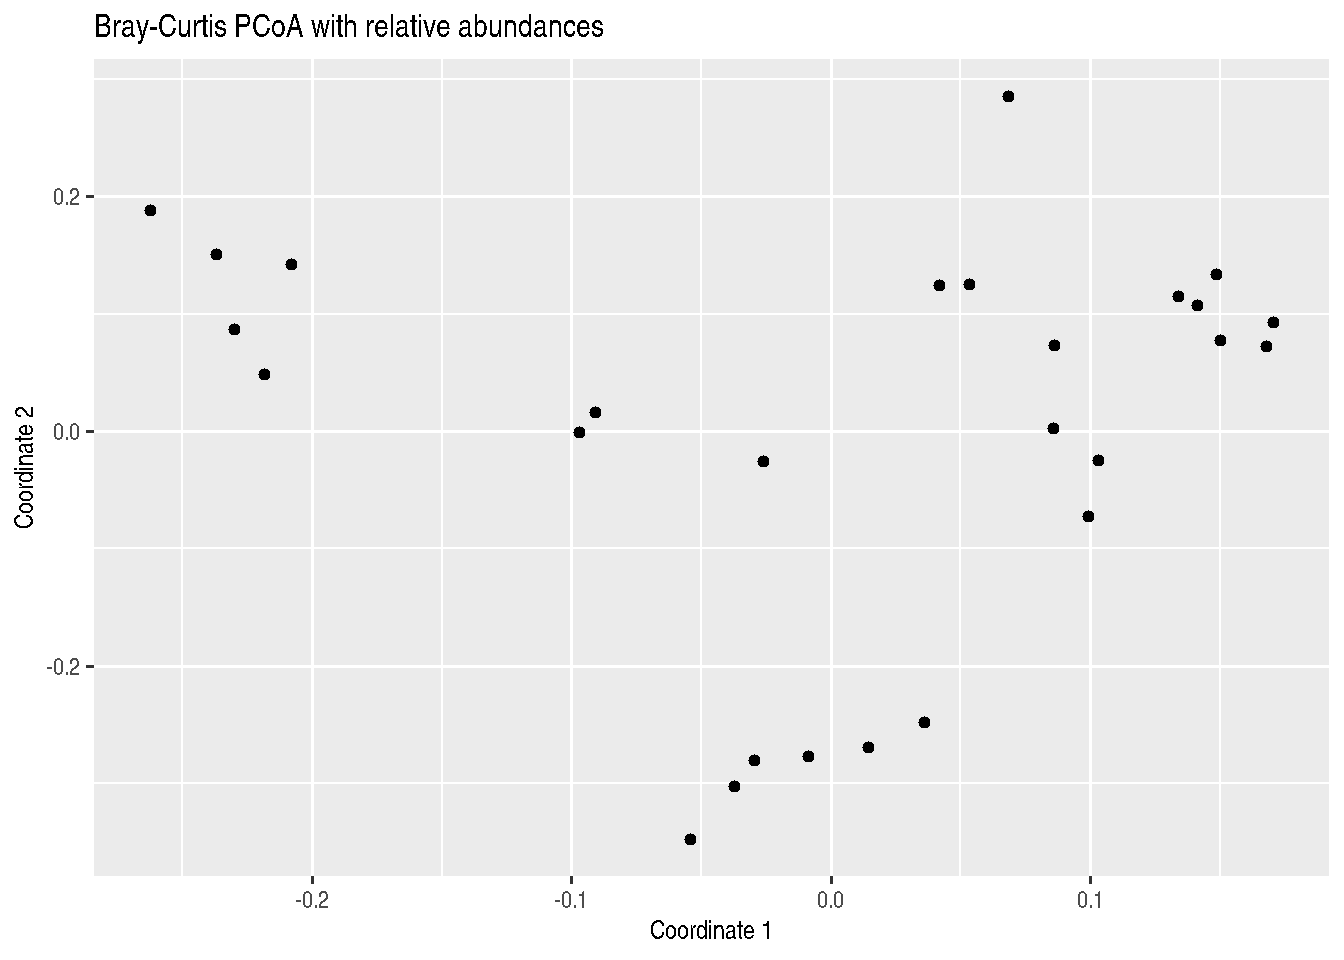 Bray-Curtis PCoA with relative abundances
0.2
0.0
-0.2
Coordinate 2
-0.2 -0.1 0.0 0.1
Coordinate 1